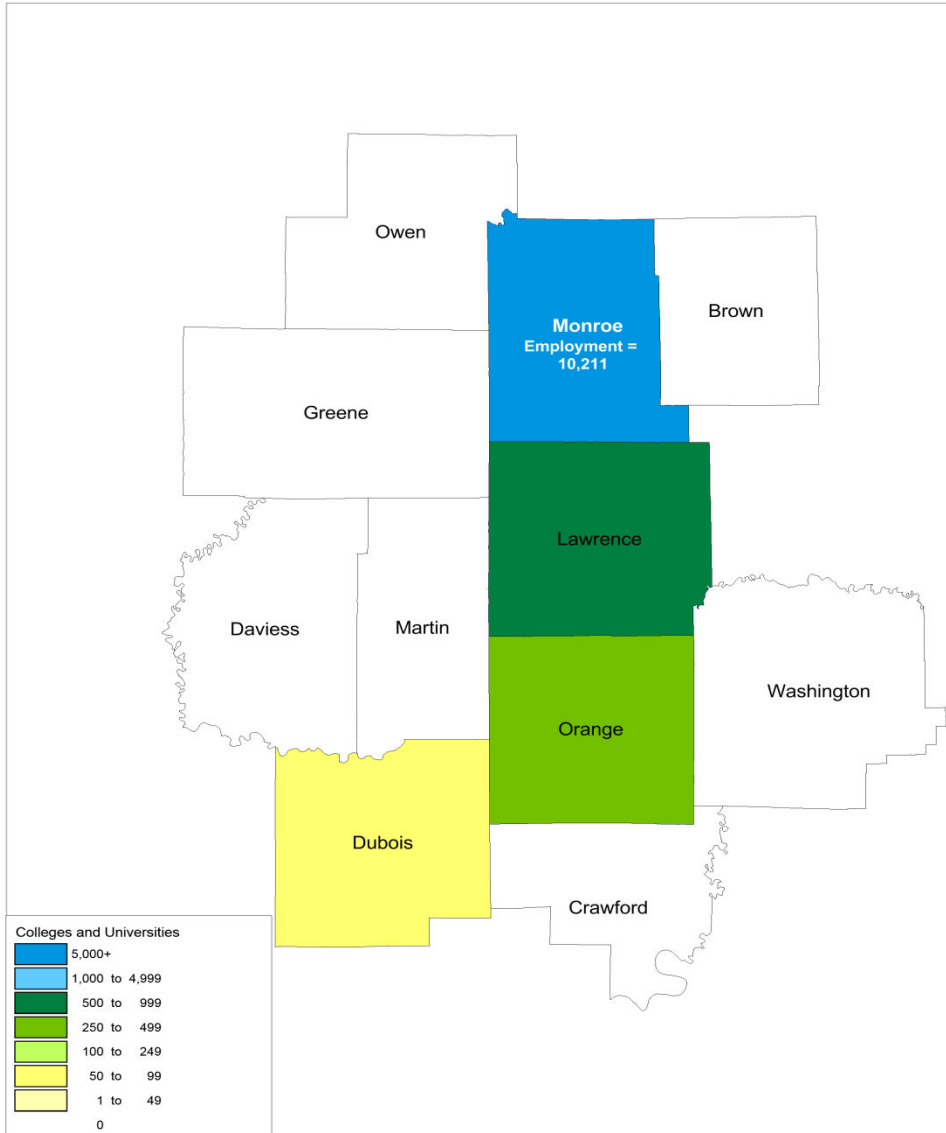 Owen
Brown
Monroe
Employment =
10,211
Greene
Lawrence
Daviess
Martin
Washington
Orange
Dubois
Crawford
Colleges and Universities
5,000+
1,000 to 4,999
500 to 999
250 to 499
100 to 249
50 to 99
1 to 49
0